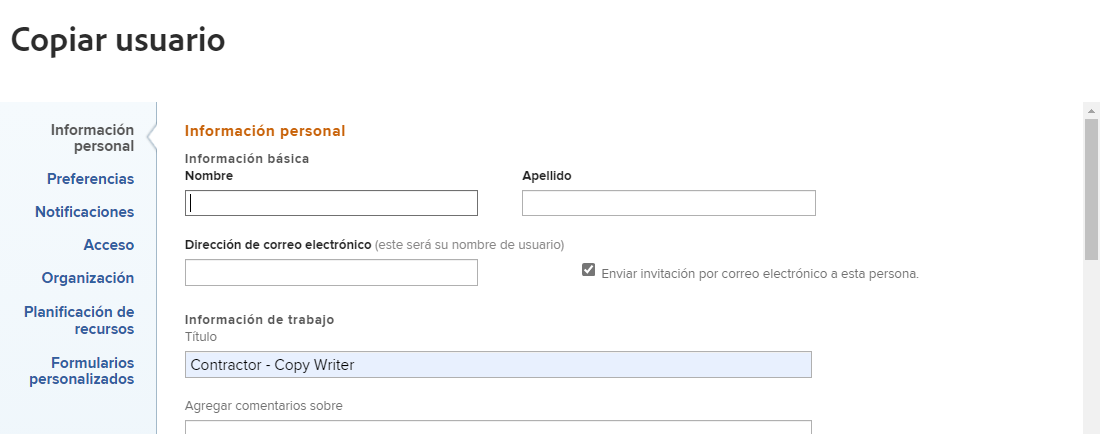 Copiar usuario
Información
personal
Preferencias
Notificaciones
Acceso
Organización
Planificación de
recursos
Formularios
personalizados
Información personal
Información básica
Nombre
Apellido
Dirección de correo electrónico (este será su nombre de usuario)
Enviar invitación por correo electrónico a esta persona.
Información de trabajo
Título
Contractor - Copy Writer
Agregar comentarios sobre